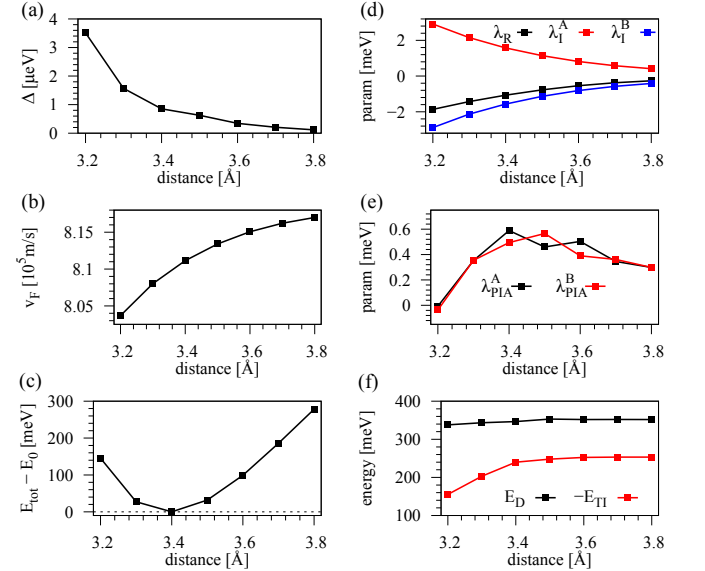 (a)
4
3
2
1
0
Δ [μeV]
3.2 3.4 3.6 3.8
distance [Å]
(b)
8.15
8.1
8.05
v_F [10^5 m/s]
3.2 3.4 3.6 3.8
distance [Å]
(c)
300
200
100
0
E_tot − E_0 [meV]
3.2 3.4 3.6 3.8
distance [Å]
(d)
λ_R λ_I^A λ_I^B
2
0
−2
param [meV]
3.2 3.4 3.6 3.8
distance [Å]
(e)
0.6
0.4
0.2
0
param [meV]
λ_PIA^A λ_PIA^B
3.2 3.4 3.6 3.8
distance [Å]
(f)
400
300
200
100
energy [meV]
E_D −E_TI
3.2 3.4 3.6 3.8
distance [Å]